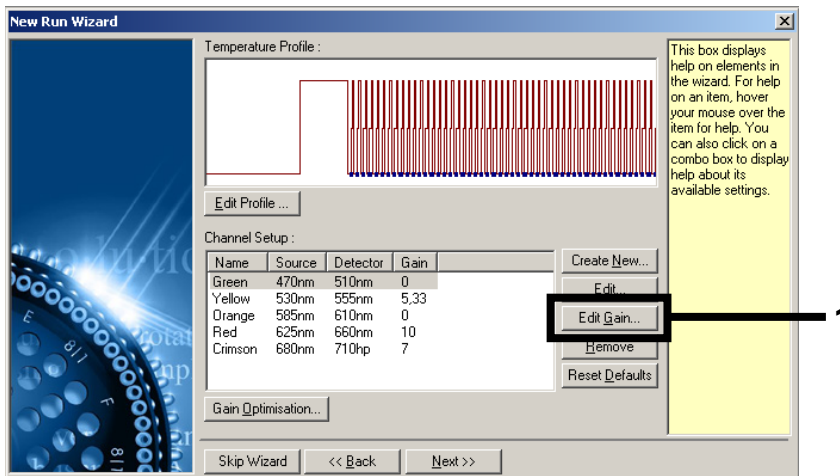 New Run Wizard
Temperature Profile :
Edit Profile ...
Channel Setup :
Name Source Detector Gain
Green 470nm 510nm 0
Yellow 530nm 555nm 5,33
Orange 585nm 610nm 0
Red 625nm 660nm 10
Crimson 680nm 710hp 7
Create New...
Edit...
Edit Gain...
Remove
Reset Defaults
Gain Optimisation...
Skip Wizard
<< Back
Next >>
This box displays
help on elements in
the wizard. For help
on an item, hover
your mouse over the
item for help. You
can also click on a
combo box to display
help about its
available settings.